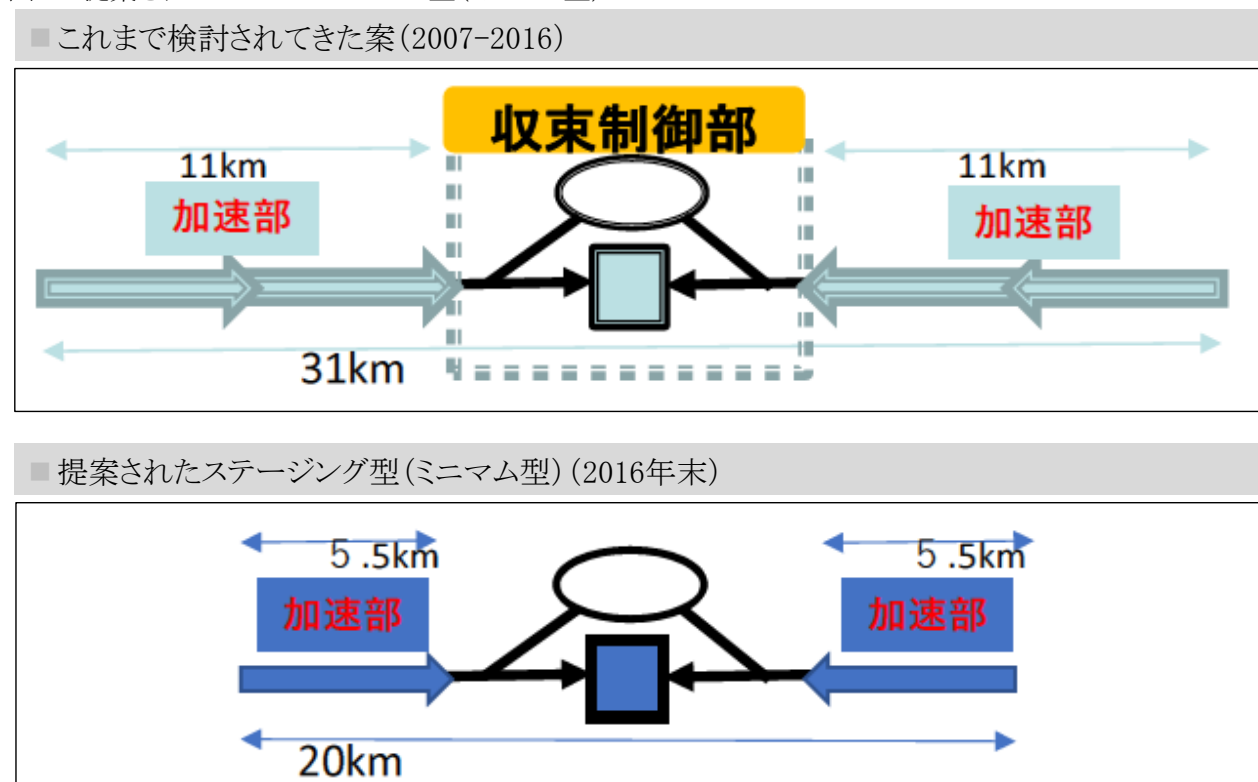 ■これまで検討されてきた案(2007-2016)
収束制御部
11km
11km
加速部
加速部
31km
■提案されたステージング型(ミニマム型)(2016年末)
５.5km
５.5km
加速部
加速部
20km